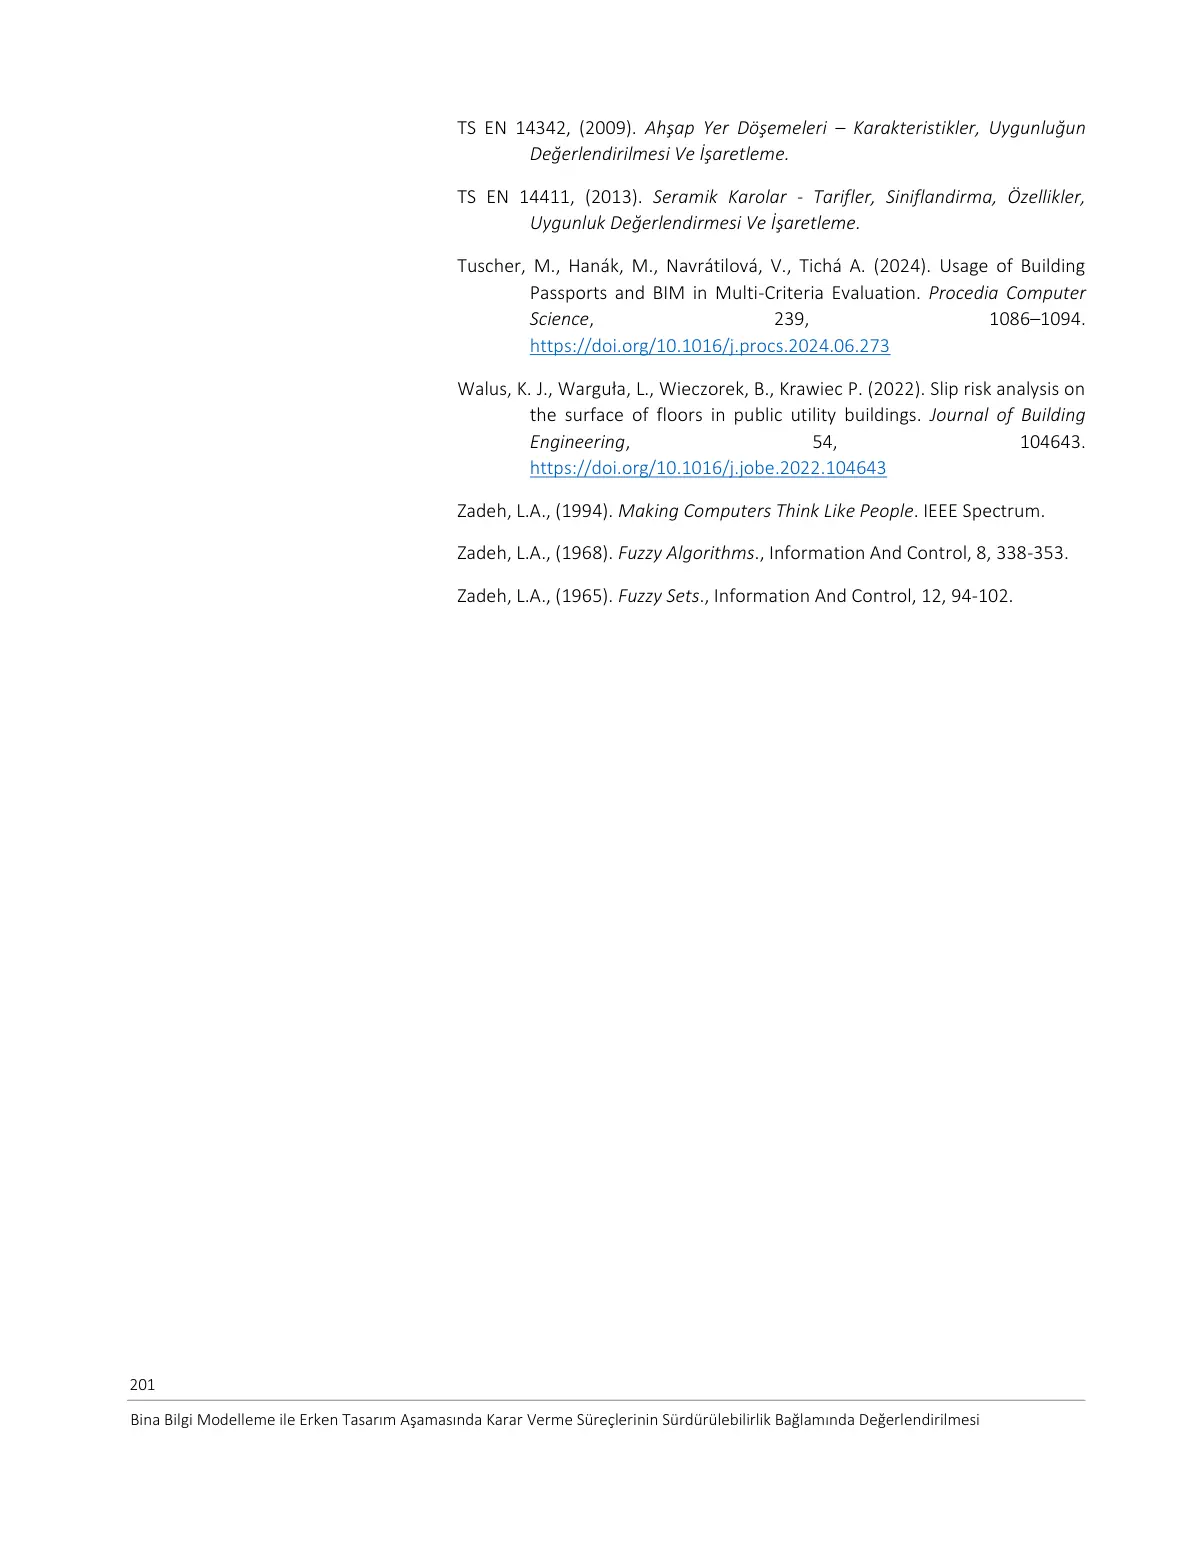 TS EN 14342, (2009). Ahşap Yer Döşemeleri – Karakteristikler, Uygunluğun
Değerlendirilmesi Ve İşaretleme.
TS EN 14411, (2013). Seramik Karolar - Tarifler, Siniflandirma, Özellikler,
Uygunluk Değerlendirmesi Ve İşaretleme.
Tuscher, M., Hanák, M., Navrátilová, V., Tichá A. (2024). Usage of Building
Passports and BIM in Multi-Criteria Evaluation. Procedia Computer
Science, 239, 1086–1094.
https://doi.org/10.1016/j.procs.2024.06.273
Walus, K. J., Warguła, L., Wieczorek, B., Krawiec P. (2022). Slip risk analysis on
the surface of floors in public utility buildings. Journal of Building
Engineering, 54, 104643.
https://doi.org/10.1016/j.jobe.2022.104643
Zadeh, L.A., (1994). Making Computers Think Like People. IEEE Spectrum.
Zadeh, L.A., (1968). Fuzzy Algorithms., Information And Control, 8, 338-353.
Zadeh, L.A., (1965). Fuzzy Sets., Information And Control, 12, 94-102.
201
Bina Bilgi Modelleme ile Erken Tasarım Aşamasında Karar Verme Süreçlerinin Sürdürülebilirlik Bağlamında Değerlendirilmesi